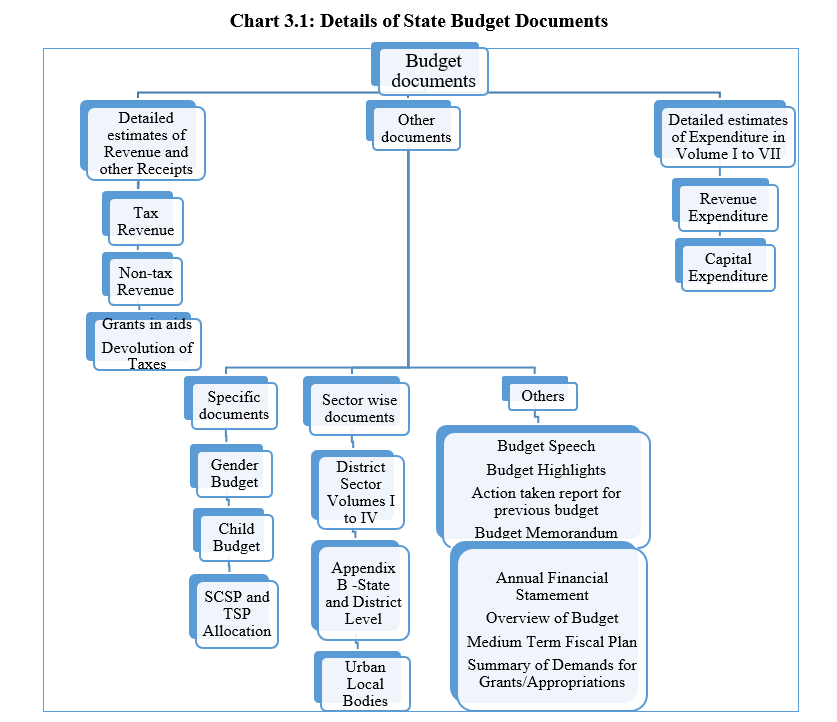 Chart 3.1: Details of State Budget Documents
Budget
documents
Detailed
estimates of
Revenue and
other Receipts
Tax
Revenue
Non-tax
Revenue
Grants in aids
Devolution of
Taxes
Other
documents
Specific
documents
Gender
Budget
Child
Budget
SCSP and
TSP
Allocation
Sector wise
documents
District
Sector
Volumes I
to IV
Appendix
B -State
and District
Level
Urban
Local
Bodies
Others
Budget Speech
Budget Highlights
Action taken report for
previous budget
Budget Memorandum
Annual Financial
Stamement
Overview of Budget
Medium Term Fiscal Plan
Summary of Demands for
Grants/Appropriations
Detailed estimates
of Expenditure in
Volume I to VII
Revenue
Expenditure
Capital
Expenditure